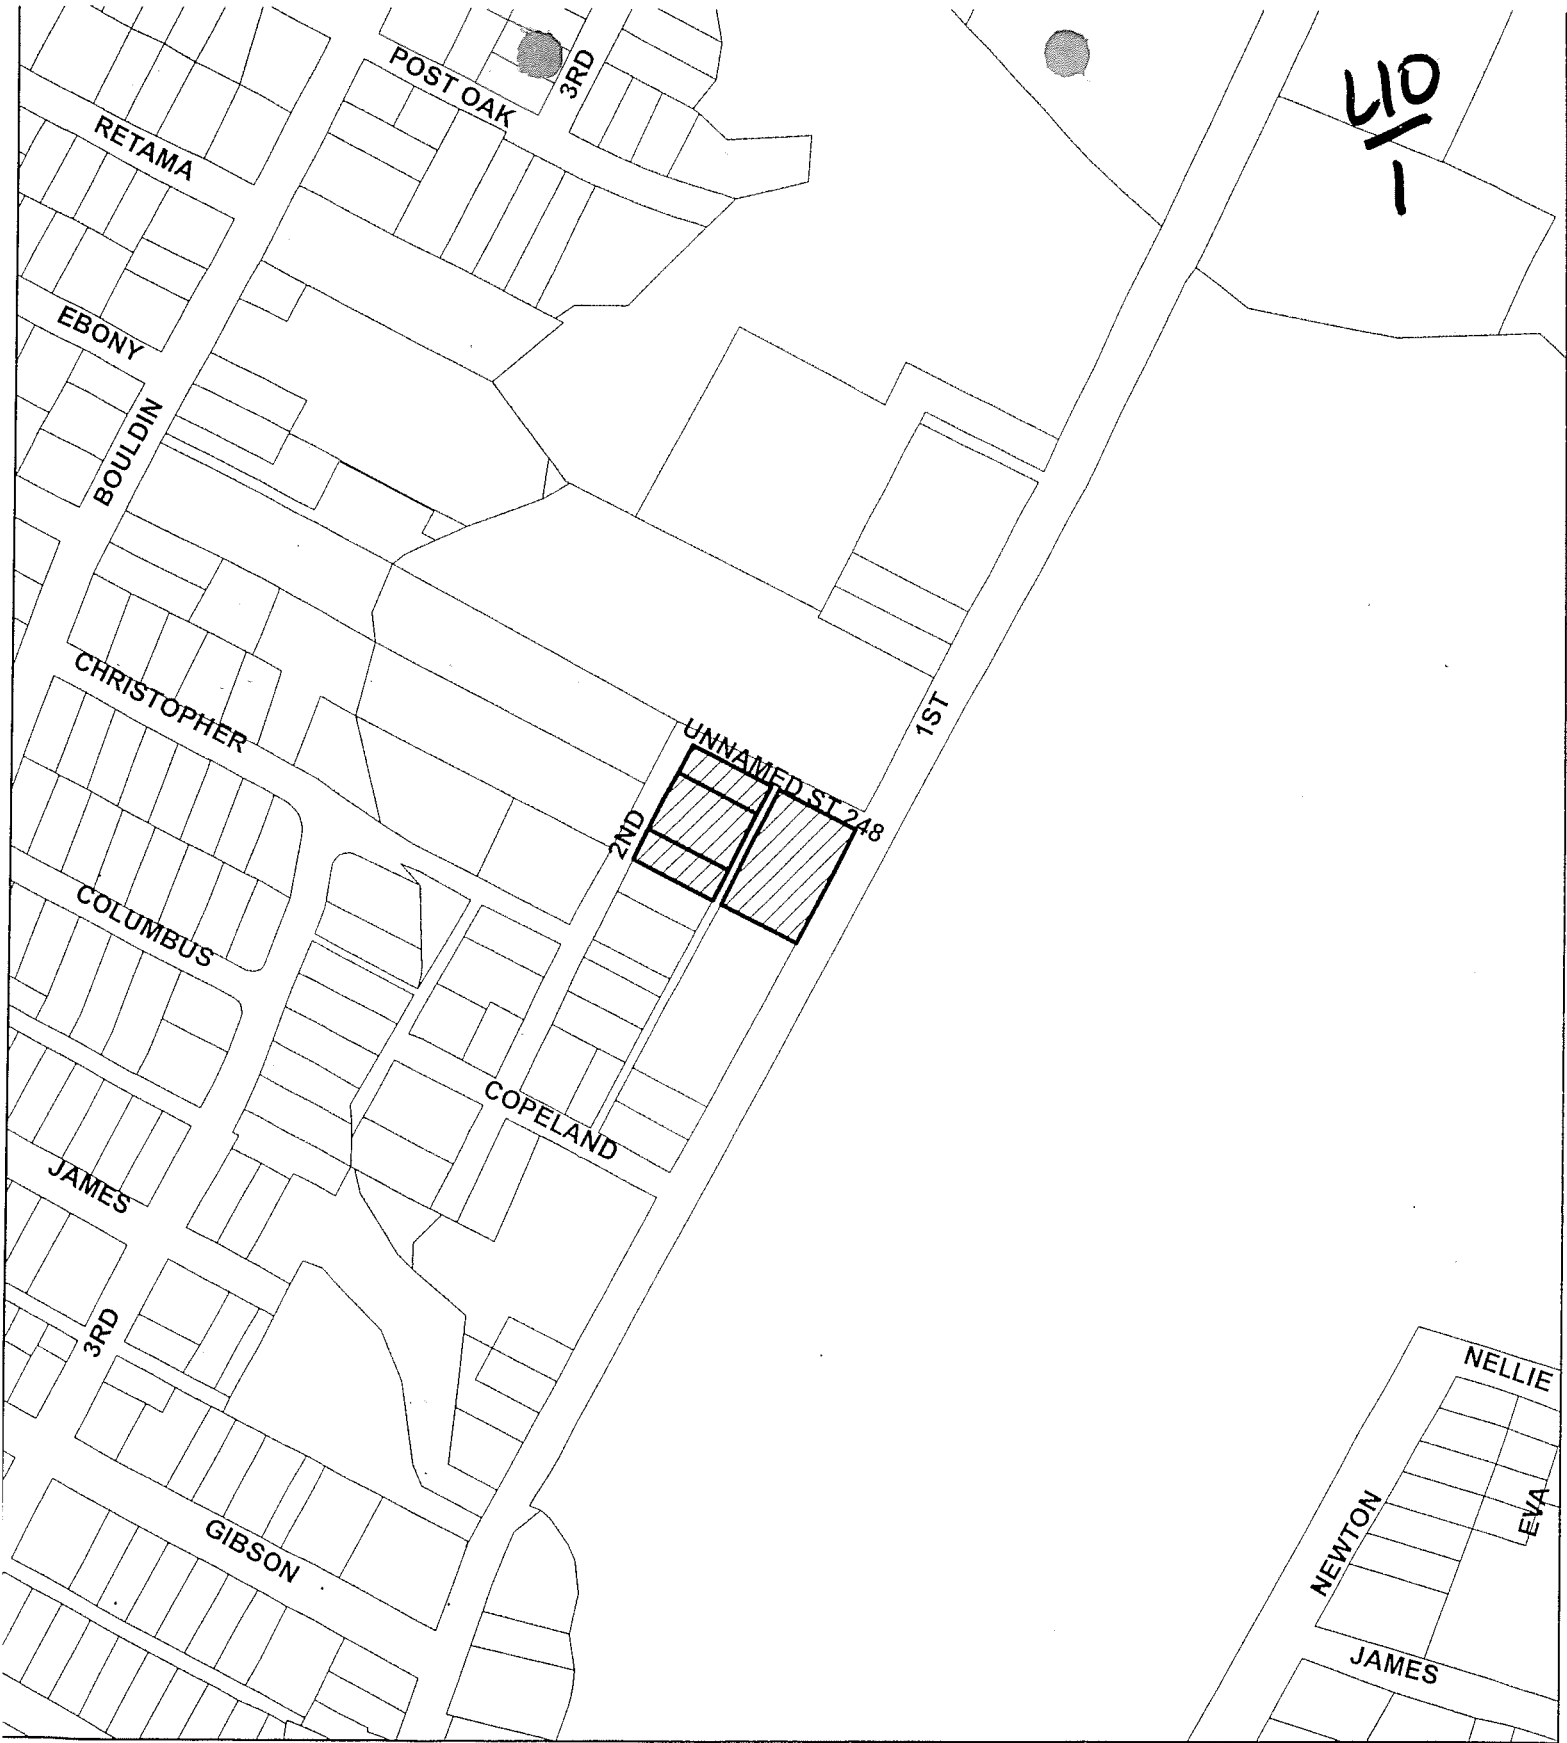 POST OAK
3RD
L10
1
RETAMA
EBONY
BOULDIN
CHRISTOPHER
1ST
UNNAMED ST 248
2ND
COLUMBUS
COPELAND
JAMES
3RD
NELLIE
GIBSON
NEWTON
EVA
JAMES